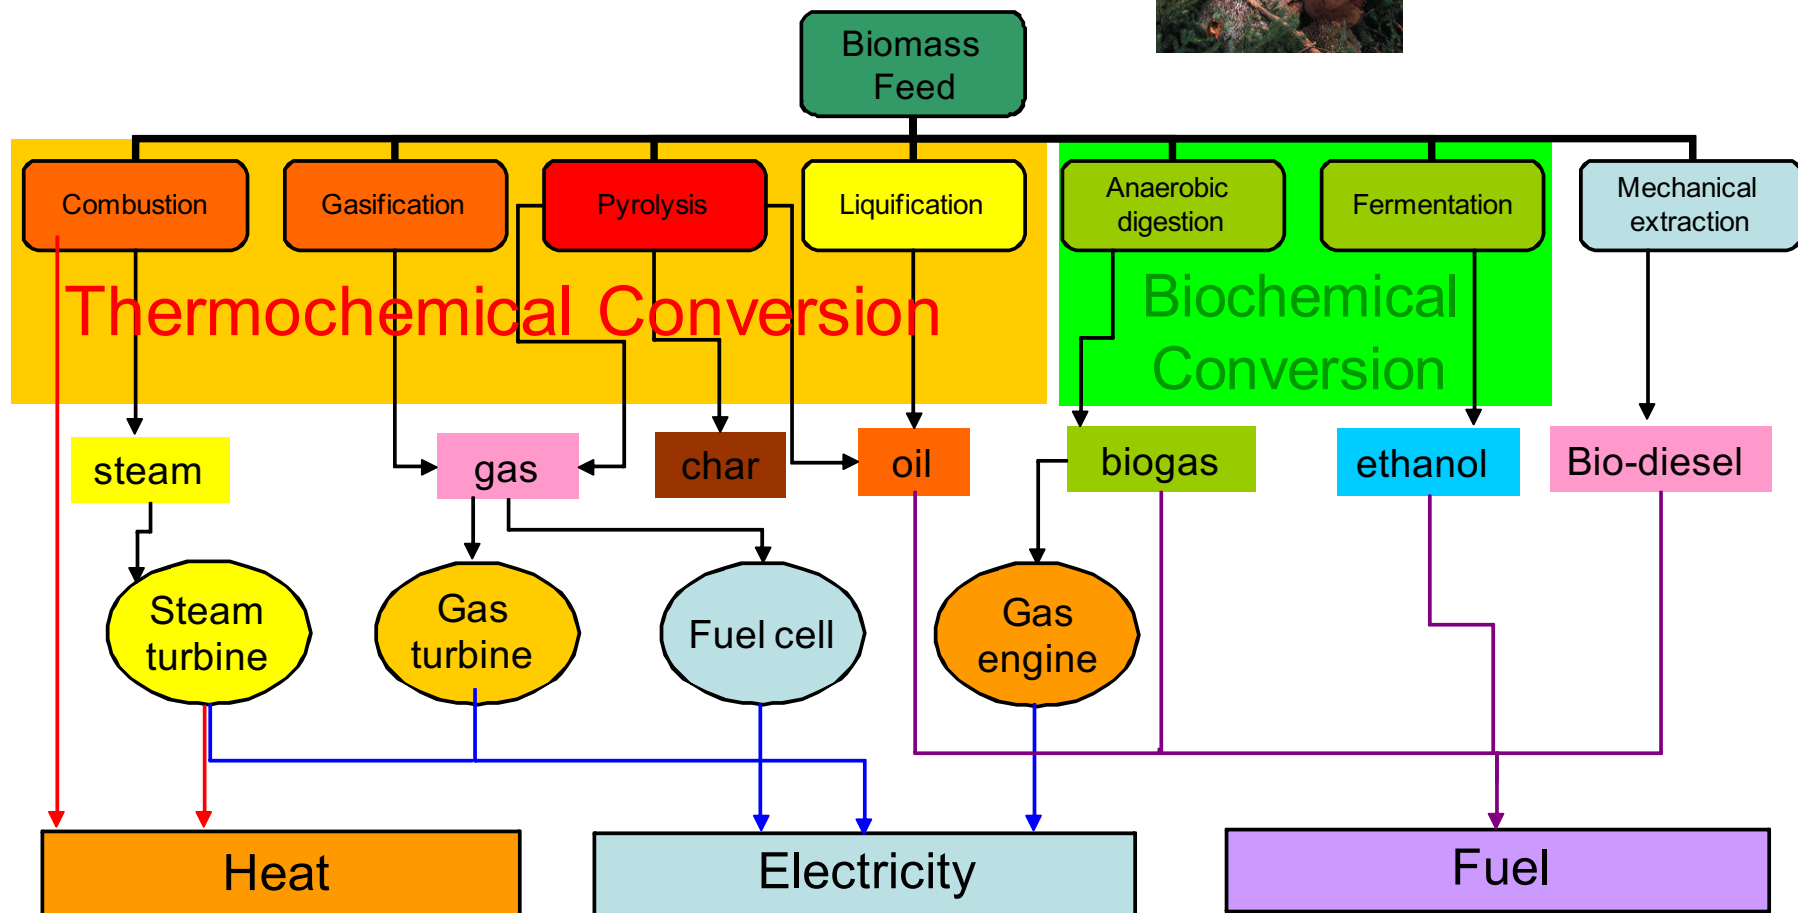 Biomass
Feed
Combustion
Gasification
Pyrolysis
Liquification
Anaerobic
digestion
Fermentation
Mechanical
extraction
Thermochemical Conversion
Biochemical
Conversion
steam
gas
char
oil
biogas
ethanol
Bio-diesel
Steam
turbine
Gas
turbine
Fuel cell
Gas
engine
Heat
Electricity
Fuel